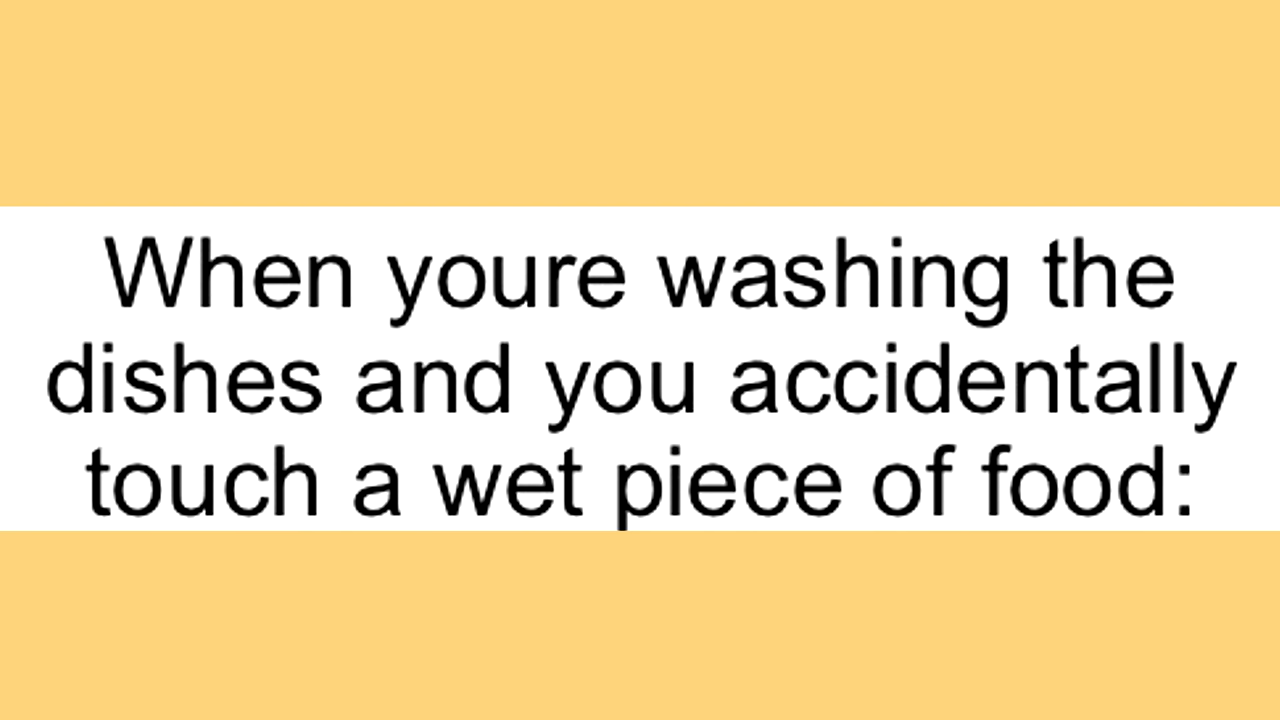 When youre washing the
dishes and you accidentally
touch a wet piece of food: